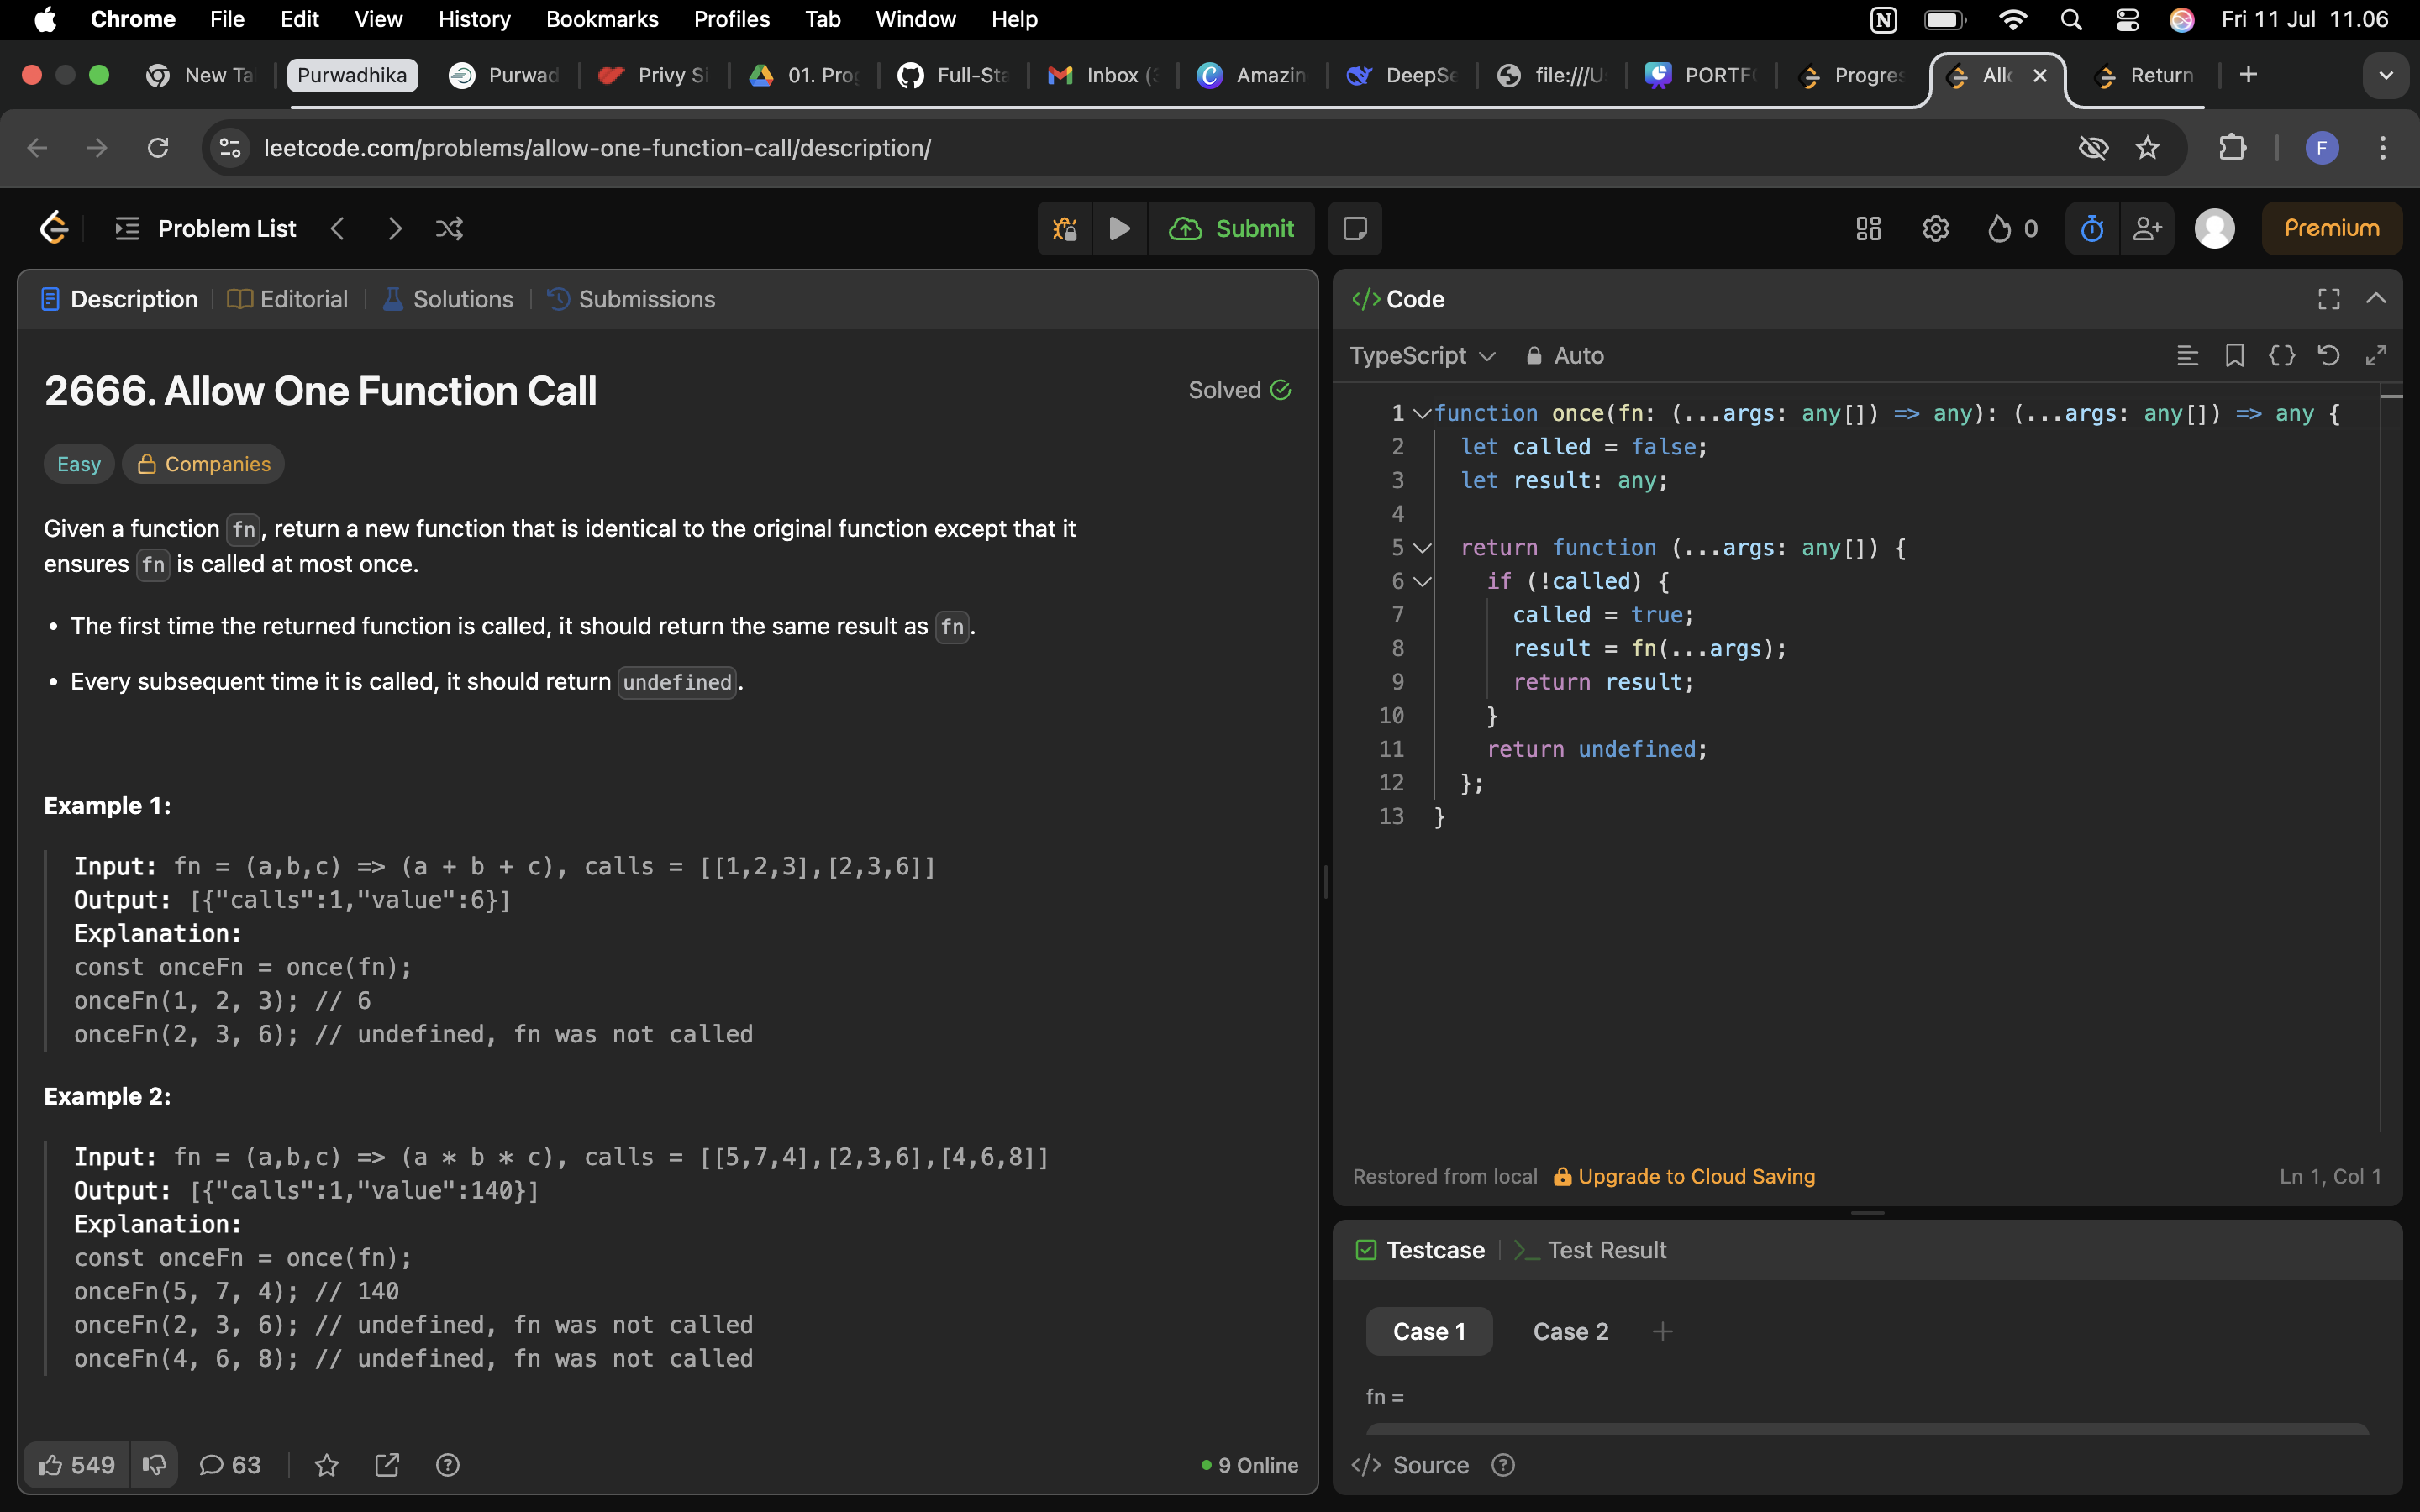 Chrome File Edit View History Bookmarks Profiles Tab Window Help Fri 11 Jul 11.06
New Ta Purwadhika Purwad Privy Si 01. Prog Full-Sta Inbox (3 Amazin DeepSe file:///U PORTF Progres Allo Return
leetcode.com/problems/allow-one-function-call/description/ F
Problem List Submit 0 Premium
Description Editorial Solutions Submissions
2666. Allow One Function Call
Solved
Easy Companies
Given a function fn, return a new function that is identical to the original function except that it
ensures fn is called at most once.
• The first time the returned function is called, it should return the same result as fn.
• Every subsequent time it is called, it should return undefined.
Example 1:
Input: fn = (a,b,c) => (a + b + c), calls = [[1,2,3],[2,3,6]]
Output: [{"calls":1,"value":6}]
Explanation:
const onceFn = once(fn);
onceFn(1, 2, 3); // 6
onceFn(2, 3, 6); // undefined, fn was not called
Example 2:
Input: fn = (a,b,c) => (a * b * c), calls = [[5,7,4],[2,3,6],[4,6,8]]
Output: [{"calls":1,"value":140}]
Explanation:
const onceFn = once(fn);
onceFn(5, 7, 4); // 140
onceFn(2, 3, 6); // undefined, fn was not called
onceFn(4, 6, 8); // undefined, fn was not called
549 63 9 Online
Code
TypeScript Auto
1 function once(fn: (...args: any[]) => any): (...args: any[]) => any {
2 let called = false;
3 let result: any;
4
5 return function (...args: any[]) {
6 if (!called) {
7 called = true;
8 result = fn(...args);
9 return result;
10 }
11 return undefined;
12 };
13 }
Restored from local Upgrade to Cloud Saving Ln 1, Col 1
Testcase Test Result
Case 1 Case 2
fn =
Source